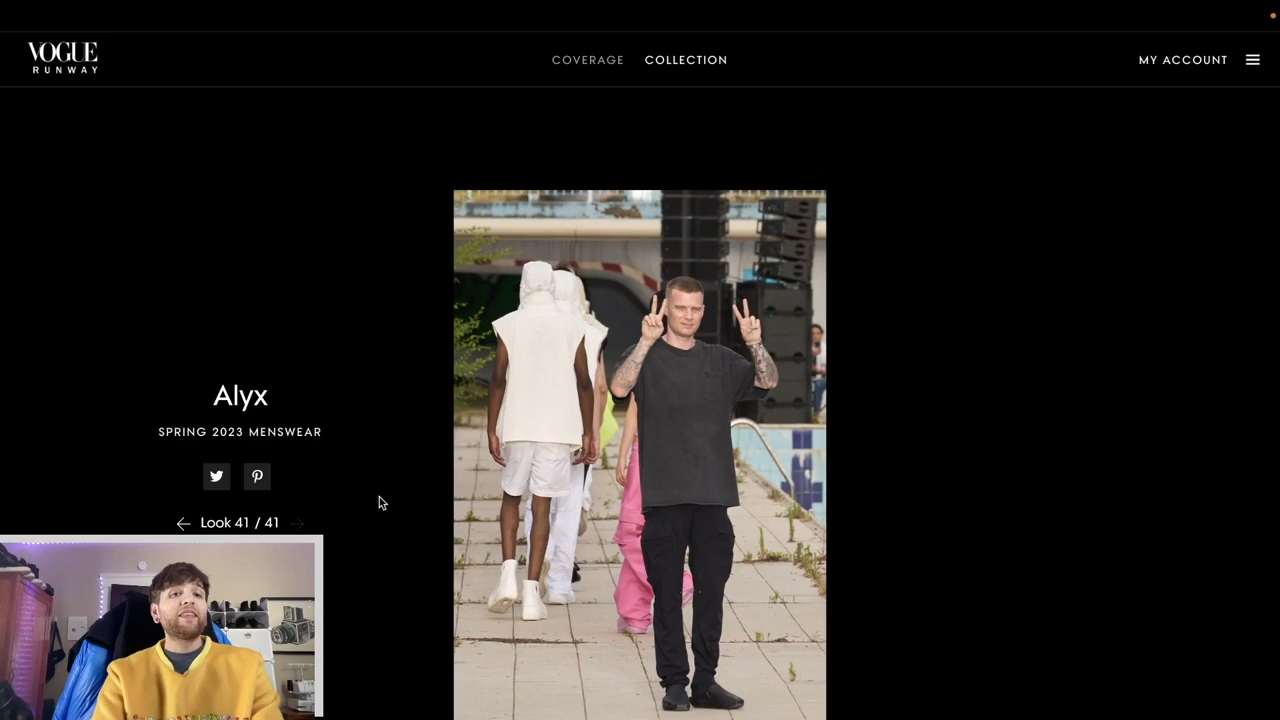 VOGUE
RUNWAY
COVERAGE COLLECTION
MY ACCOUNT
Alyx
SPRING 2023 MENSWEAR
Look 41 / 41